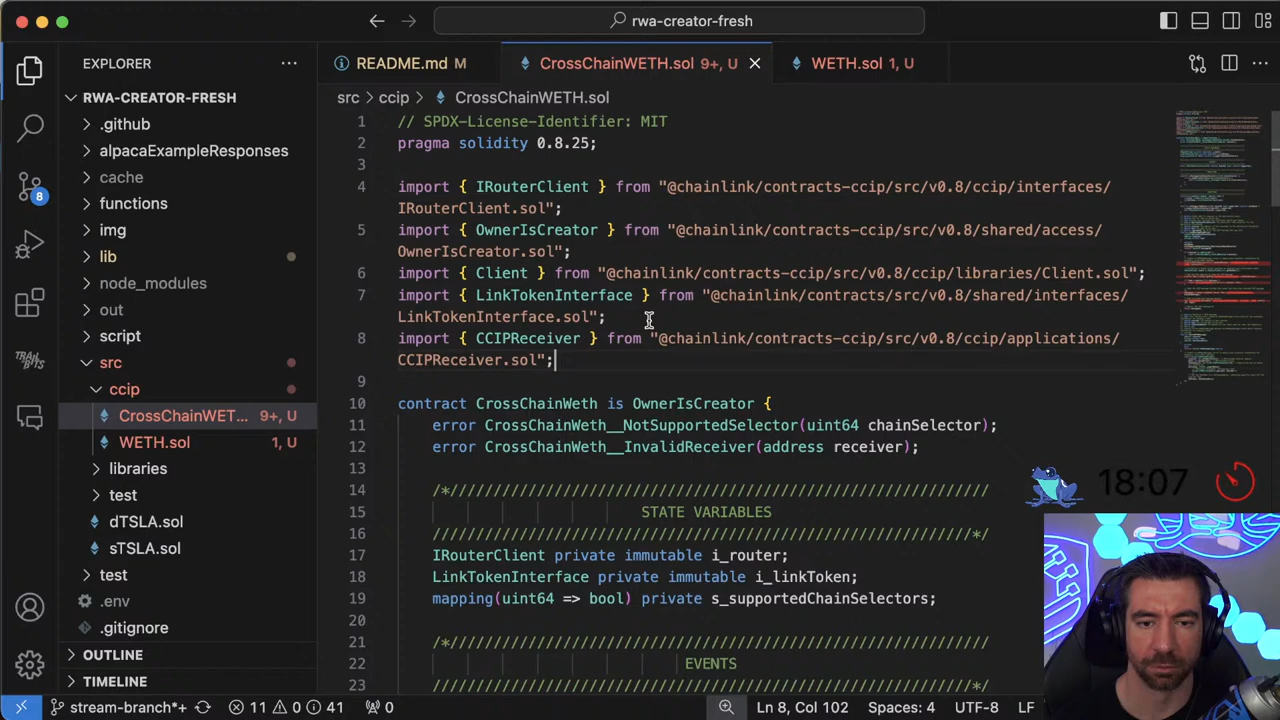 rwa-creator-fresh
EXPLORER
README.md M
CrossChainWETH.sol 9+, U
WETH.sol 1, U
RWA-CREATOR-FRESH
src
ccip
CrossChainWETH.sol
.github
alpacaExampleResponses
cache
functions
img
lib
node_modules
out
script
src
ccip
CrossChainWET... 9+, U
WETH.sol 1, U
libraries
test
dTSLA.sol
sTSLA.sol
test
.env
.gitignore
OUTLINE
TIMELINE
1 // SPDX-License-Identifier: MIT
2 pragma solidity 0.8.25;
3
4 import { IRouterClient } from "@chainlink/contracts-ccip/src/v0.8/ccip/interfaces/
IRouterClient.sol";
5 import { OwnerIsCreator } from "@chainlink/contracts-ccip/src/v0.8/shared/access/
OwnerIsCreator.sol";
6 import { Client } from "@chainlink/contracts-ccip/src/v0.8/ccip/libraries/Client.sol";
7 import { LinkTokenInterface } from "@chainlink/contracts-ccip/src/v0.8/shared/interfaces/
LinkTokenInterface.sol";
8 import { CCIPReceiver } from "@chainlink/contracts-ccip/src/v0.8/ccip/applications/
CCIPReceiver.sol";
9
10 contract CrossChainWeth is OwnerIsCreator {
11 error CrossChainWeth__NotSupportedSelector(uint64 chainSelector);
12 error CrossChainWeth__InvalidReceiver(address receiver);
13
14 /*//////////////////////////////////////////////////////////////
15 STATE VARIABLES
16 //////////////////////////////////////////////////////////////*/
17 IRouterClient private immutable i_router;
18 LinkTokenInterface private immutable i_linkToken;
19 mapping(uint64 => bool) private s_supportedChainSelectors;
20
21 /*//////////////////////////////////////////////////////////////
22 EVENTS
23 //////////////////////////////////////////////////////////////*/
18:07
8
TRAIL OF BITS
stream-branch*+ 11 0 41 0 Ln 8, Col 102 Spaces: 4 UTF-8 LF